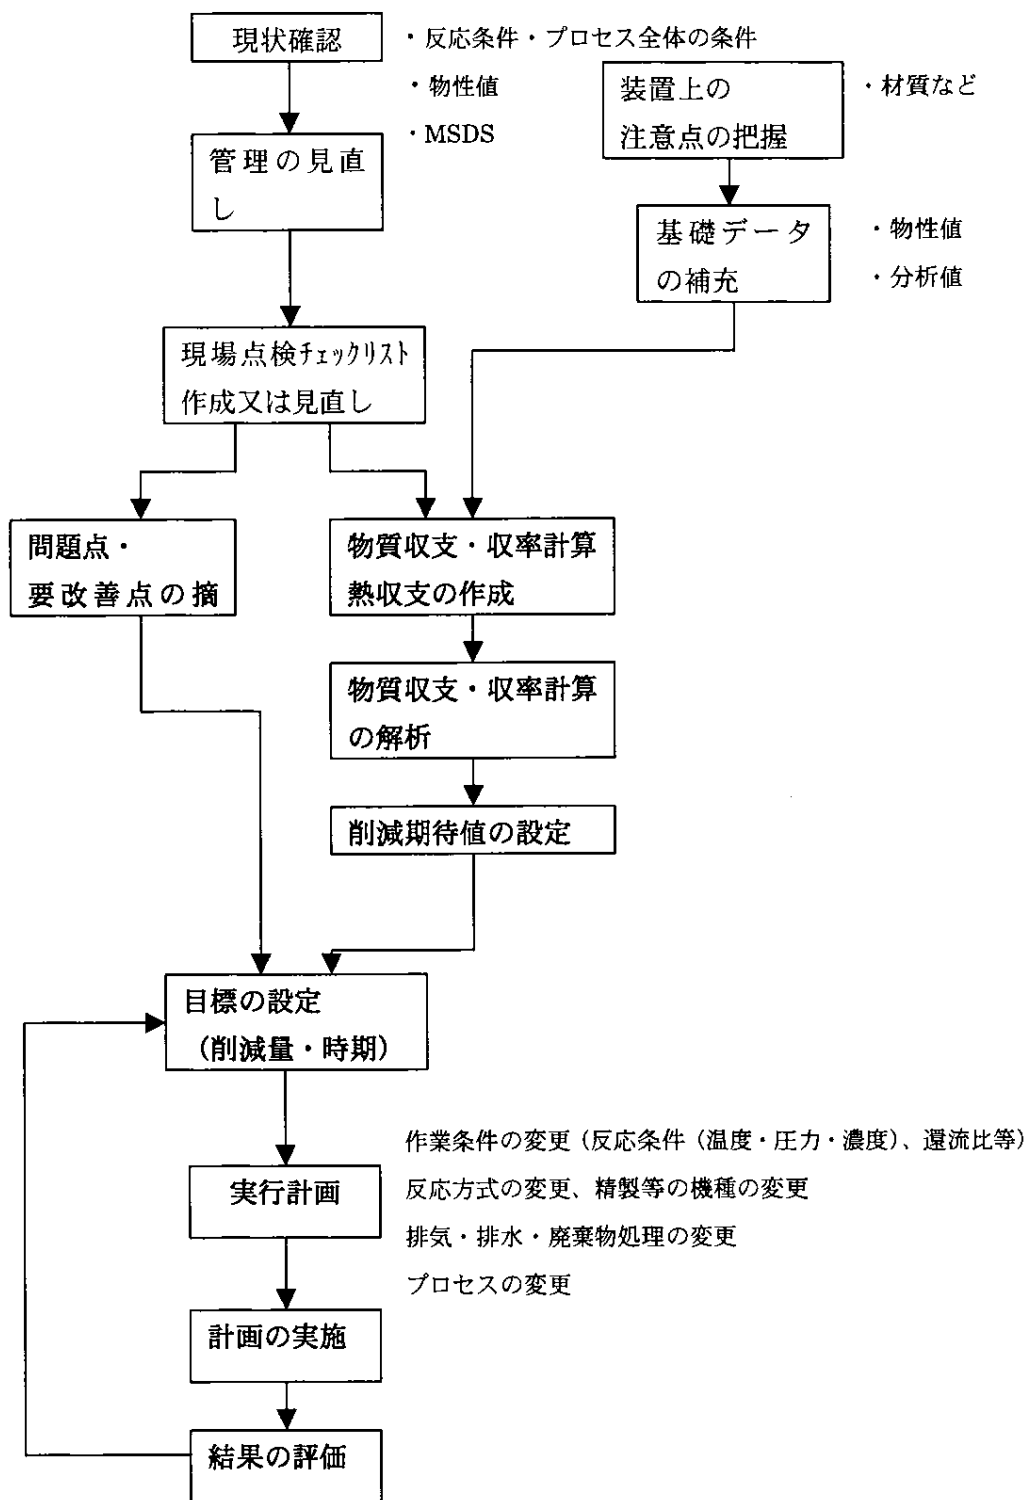 現状確認
・反応条件・プロセス全体の条件
・物性値
・MSDS
装置上の
注意点の把握
・材質など
管理の見直
し
基礎データ
の補充
・物性値
・分析値
現場点検ﾁｪｯｸﾘｽﾄ
作成又は見直し
問題点・
要改善点の摘
物質収支・収率計算
熱収支の作成
物質収支・収率計算
の解析
削減期待値の設定
目標の設定
（削減量・時期）
作業条件の変更（反応条件（温度・圧力・濃度）、還流比等）
実行計画
反応方式の変更、精製等の機種の変更
排気・排水・廃棄物処理の変更
プロセスの変更
計画の実施
結果の評価